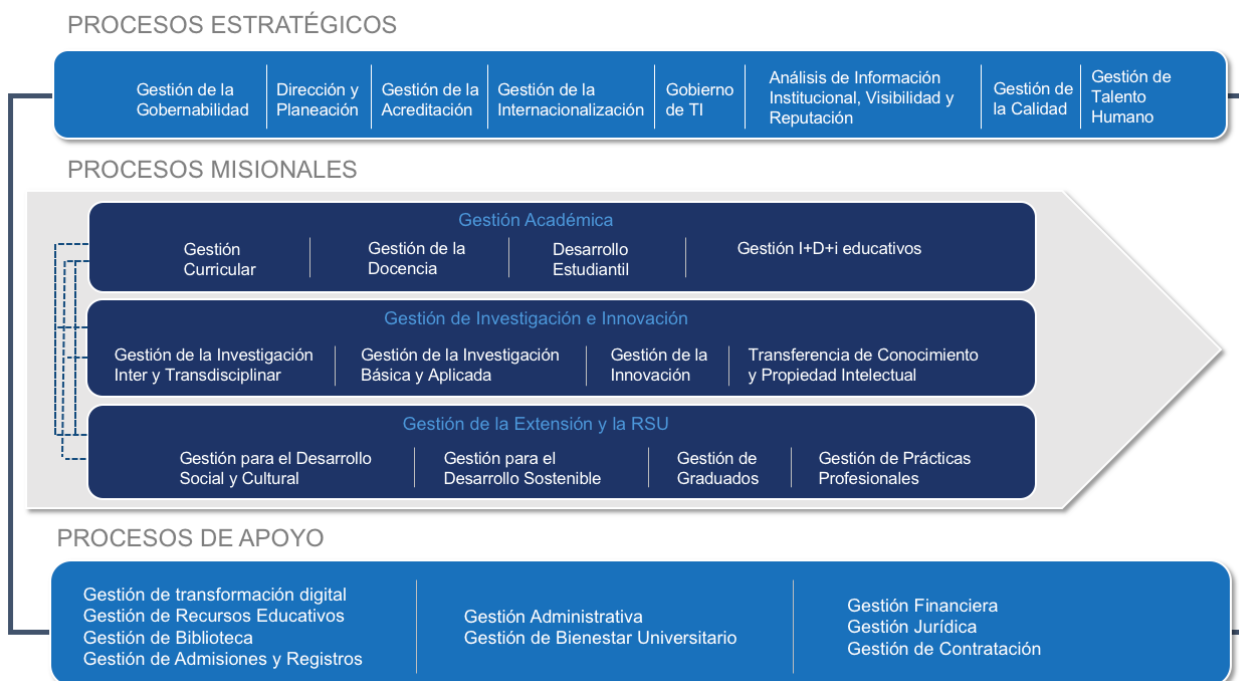 PROCESOS ESTRATÉGICOS
Gestión de la
Gobernabilidad
Dirección y
Planeación
Gestión de la
Acreditación
Gestión de la
Internacionalización
Gobierno
de TI
Análisis de Información
Institucional, Visibilidad y
Reputación
Gestión de
la Calidad
Gestión de
Talento
Humano
PROCESOS MISIONALES
Gestión Académica
Gestión
Curricular
Gestión de la
Docencia
Desarrollo
Estudiantil
Gestión I+D+i educativos
Gestión de Investigación e Innovación
Gestión de la Investigación
Inter y Transdisciplinar
Gestión de la Investigación
Básica y Aplicada
Gestión de la
Innovación
Transferencia de Conocimiento
y Propiedad Intelectual
Gestión de la Extensión y la RSU
Gestión para el Desarrollo
Social y Cultural
Gestión para el
Desarrollo Sostenible
Gestión de
Graduados
Gestión de Prácticas
Profesionales
PROCESOS DE APOYO
Gestión de transformación digital
Gestión de Recursos Educativos
Gestión de Biblioteca
Gestión de Admisiones y Registros
Gestión Administrativa
Gestión de Bienestar Universitario
Gestión Financiera
Gestión Jurídica
Gestión de Contratación